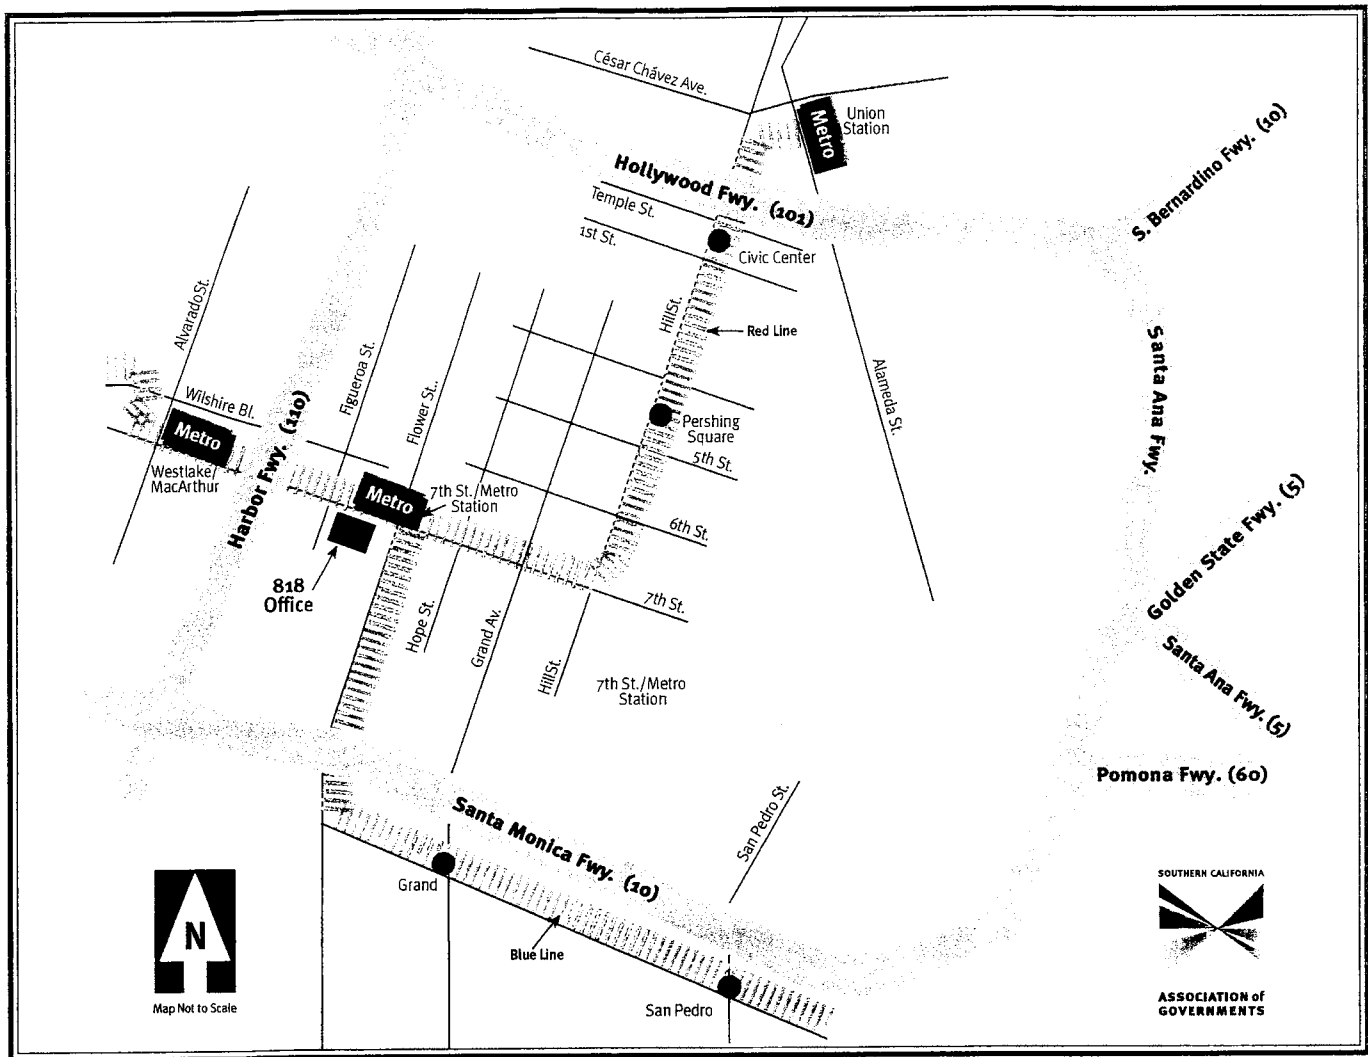 César Chávez Ave.
Metro
Union
Station
S. Bernardino Fwy. (10)
Hollywood Fwy. (101)
Temple St.
1st St.
Civic Center
Alvarado St.
Hill St.
Red Line
Santa Ana Fwy.
Figueroa St.
Flower St..
Alameda St.
Wilshire Bl.
Harbor Fwy. (110)
Pershing
Square
5th St.
Metro
Westlake/
MacArthur
Metro
7th St./Metro
Station
6th St.
Golden State Fwy. (5)
818
Office
7th St.
Hope St.
Grand Av.
Hill St.
7th St./Metro
Station
Santa Ana Fwy. (5)
Pomona Fwy. (60)
Santa Monica Fwy. (10)
San Pedro St.
Grand
Blue Line
San Pedro
N
Map Not to Scale
SOUTHERN CALIFORNIA
ASSOCIATION of
GOVERNMENTS